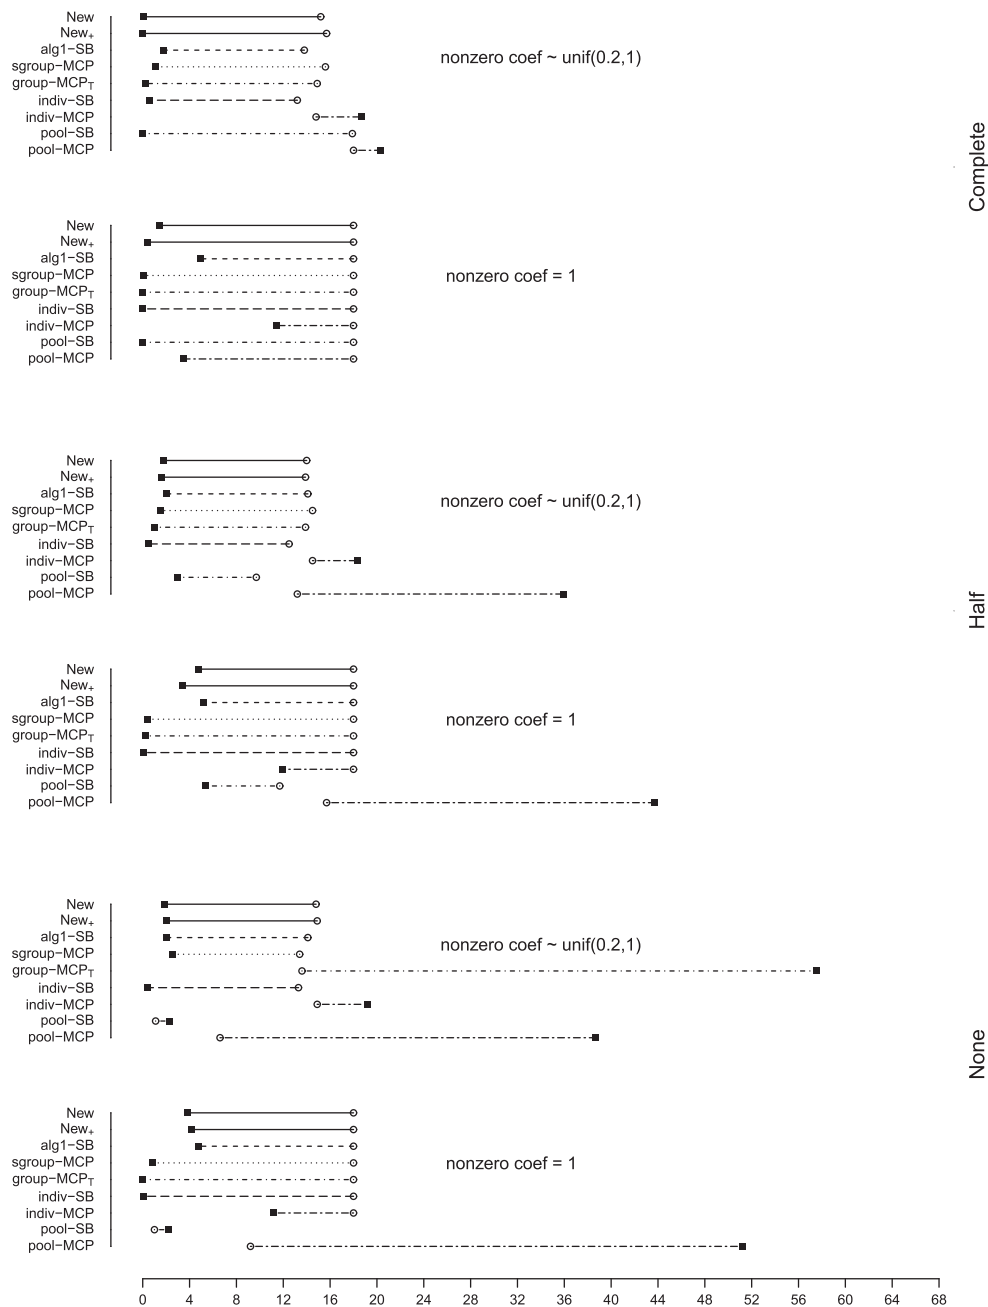 New
New+
alg1−SB
nonzero coef ~ unif(0.2,1)
sgroup−MCP
group−MCPT
indiv−SB
indiv−MCP
pool−SB
pool−MCP
Complete
New
New+
alg1−SB
sgroup−MCP
nonzero coef = 1
group−MCPT
indiv−SB
indiv−MCP
pool−SB
pool−MCP
New
New+
alg1−SB
nonzero coef ~ unif(0.2,1)
sgroup−MCP
group−MCPT
indiv−SB
indiv−MCP
pool−SB
pool−MCP
Half
New
New+
alg1−SB
sgroup−MCP
nonzero coef = 1
group−MCPT
indiv−SB
indiv−MCP
pool−SB
pool−MCP
New
New+
alg1−SB
nonzero coef ~ unif(0.2,1)
sgroup−MCP
group−MCPT
indiv−SB
indiv−MCP
pool−SB
pool−MCP
None
New
New+
alg1−SB
sgroup−MCP
nonzero coef = 1
group−MCPT
indiv−SB
indiv−MCP
pool−SB
pool−MCP
0 4 8 12 16 20 24 28 32 36 40 44 48 52 56 60 64 68